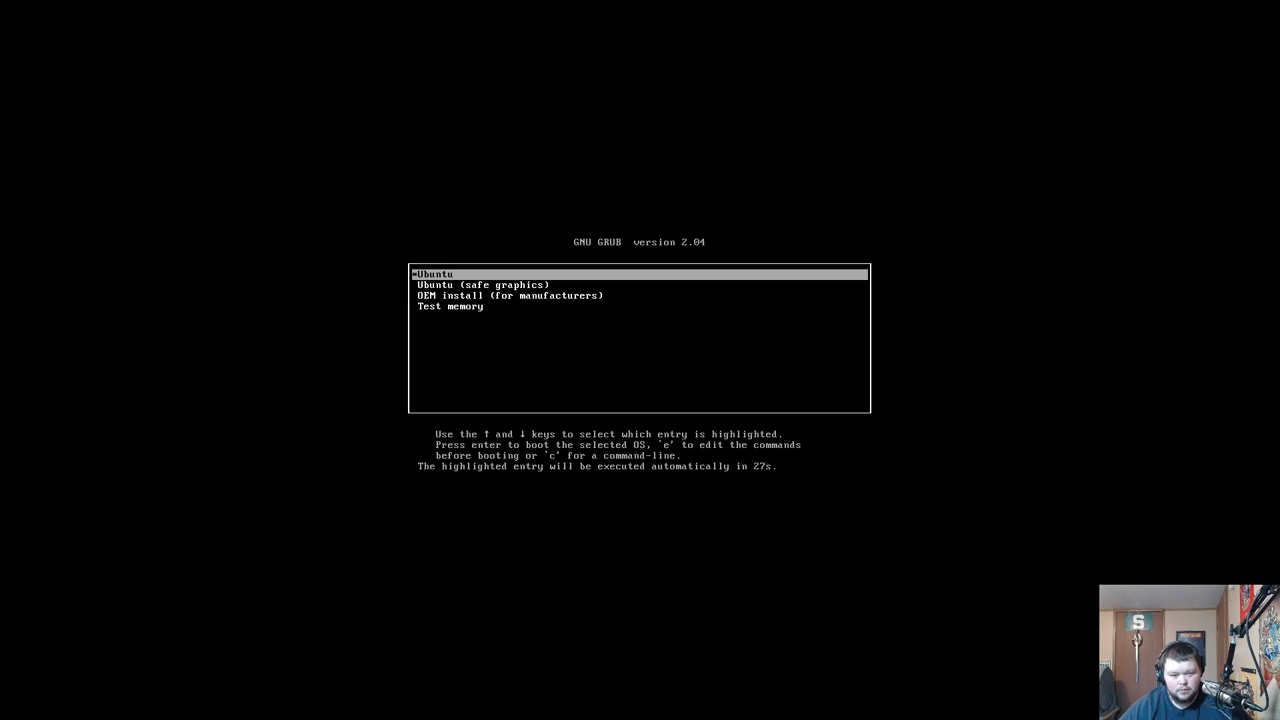 GNU GRUB  version 2.04
*Ubuntu
Ubuntu (safe graphics)
OEM install (for manufacturers)
Test memory
Use the ↑ and ↓ keys to select which entry is highlighted.
Press enter to boot the selected OS, `e' to edit the commands
before booting or `c' for a command-line.
The highlighted entry will be executed automatically in 27s.
S